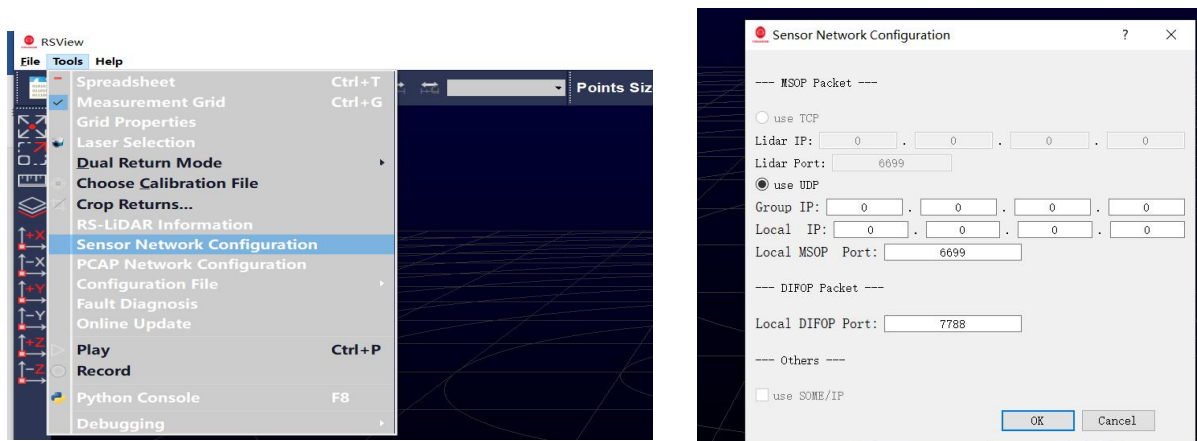 RSView
File Tools Help
Spreadsheet Ctrl+T
Measurement Grid Ctrl+G
Grid Properties
Laser Selection
Dual Return Mode
Choose Calibration File
Crop Returns...
RS-LiDAR Information
Sensor Network Configuration
PCAP Network Configuration
Configuration File
Fault Diagnosis
Online Update
Play Ctrl+P
Record
Python Console F8
Debugging
Points Siz
+X
-X
+Y
-Y
+Z
-Z
Sensor Network Configuration ? ×
--- MSOP Packet ---
use TCP
Lidar IP: 0 . 0 . 0 . 0
Lidar Port: 6699
use UDP
Group IP: 0 . 0 . 0 . 0
Local IP: 0 . 0 . 0 . 0
Local MSOP Port: 6699
--- DIFOP Packet ---
Local DIFOP Port: 7788
--- Others ---
use SOME/IP
OK Cancel